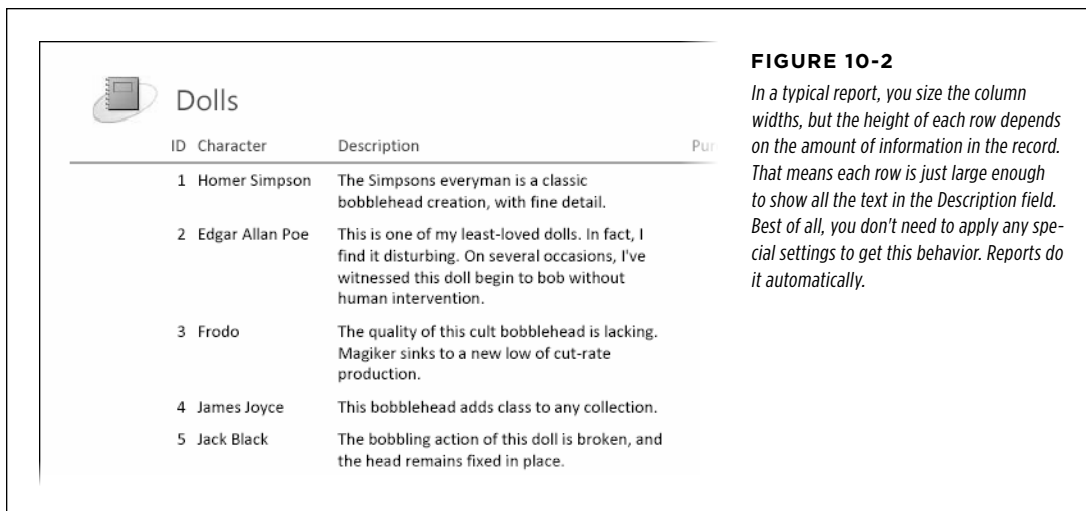 Dolls
ID Character Description Pur
1 Homer Simpson The Simpsons everyman is a classic
bobblehead creation, with fine detail.
2 Edgar Allan Poe This is one of my least-loved dolls. In fact, I
find it disturbing. On several occasions, I've
witnessed this doll begin to bob without
human intervention.
3 Frodo The quality of this cult bobblehead is lacking.
Magiker sinks to a new low of cut-rate
production.
4 James Joyce This bobblehead adds class to any collection.
5 Jack Black The bobbling action of this doll is broken, and
the head remains fixed in place.
FIGURE 10-2
In a typical report, you size the column
widths, but the height of each row depends
on the amount of information in the record.
That means each row is just large enough
to show all the text in the Description field.
Best of all, you don't need to apply any spe-
cial settings to get this behavior. Reports do
it automatically.